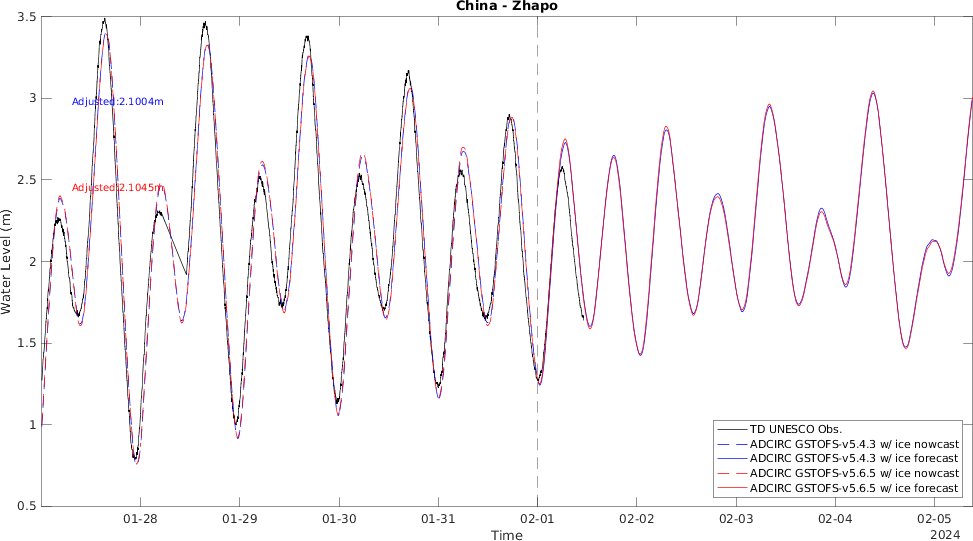 China - Zhapo
3.5
3
2.5
2
1.5
1
0.5
Water Level (m)
Adjusted:2.1004m
Adjusted:2.1045m
TD UNESCO Obs.
ADCIRC GSTOFS-v5.4.3 w/ ice nowcast
ADCIRC GSTOFS-v5.4.3 w/ ice forecast
ADCIRC GSTOFS-v5.6.5 w/ ice nowcast
ADCIRC GSTOFS-v5.6.5 w/ ice forecast
01-28 01-29 01-30 01-31 02-01 02-02 02-03 02-04 02-05
Time
2024